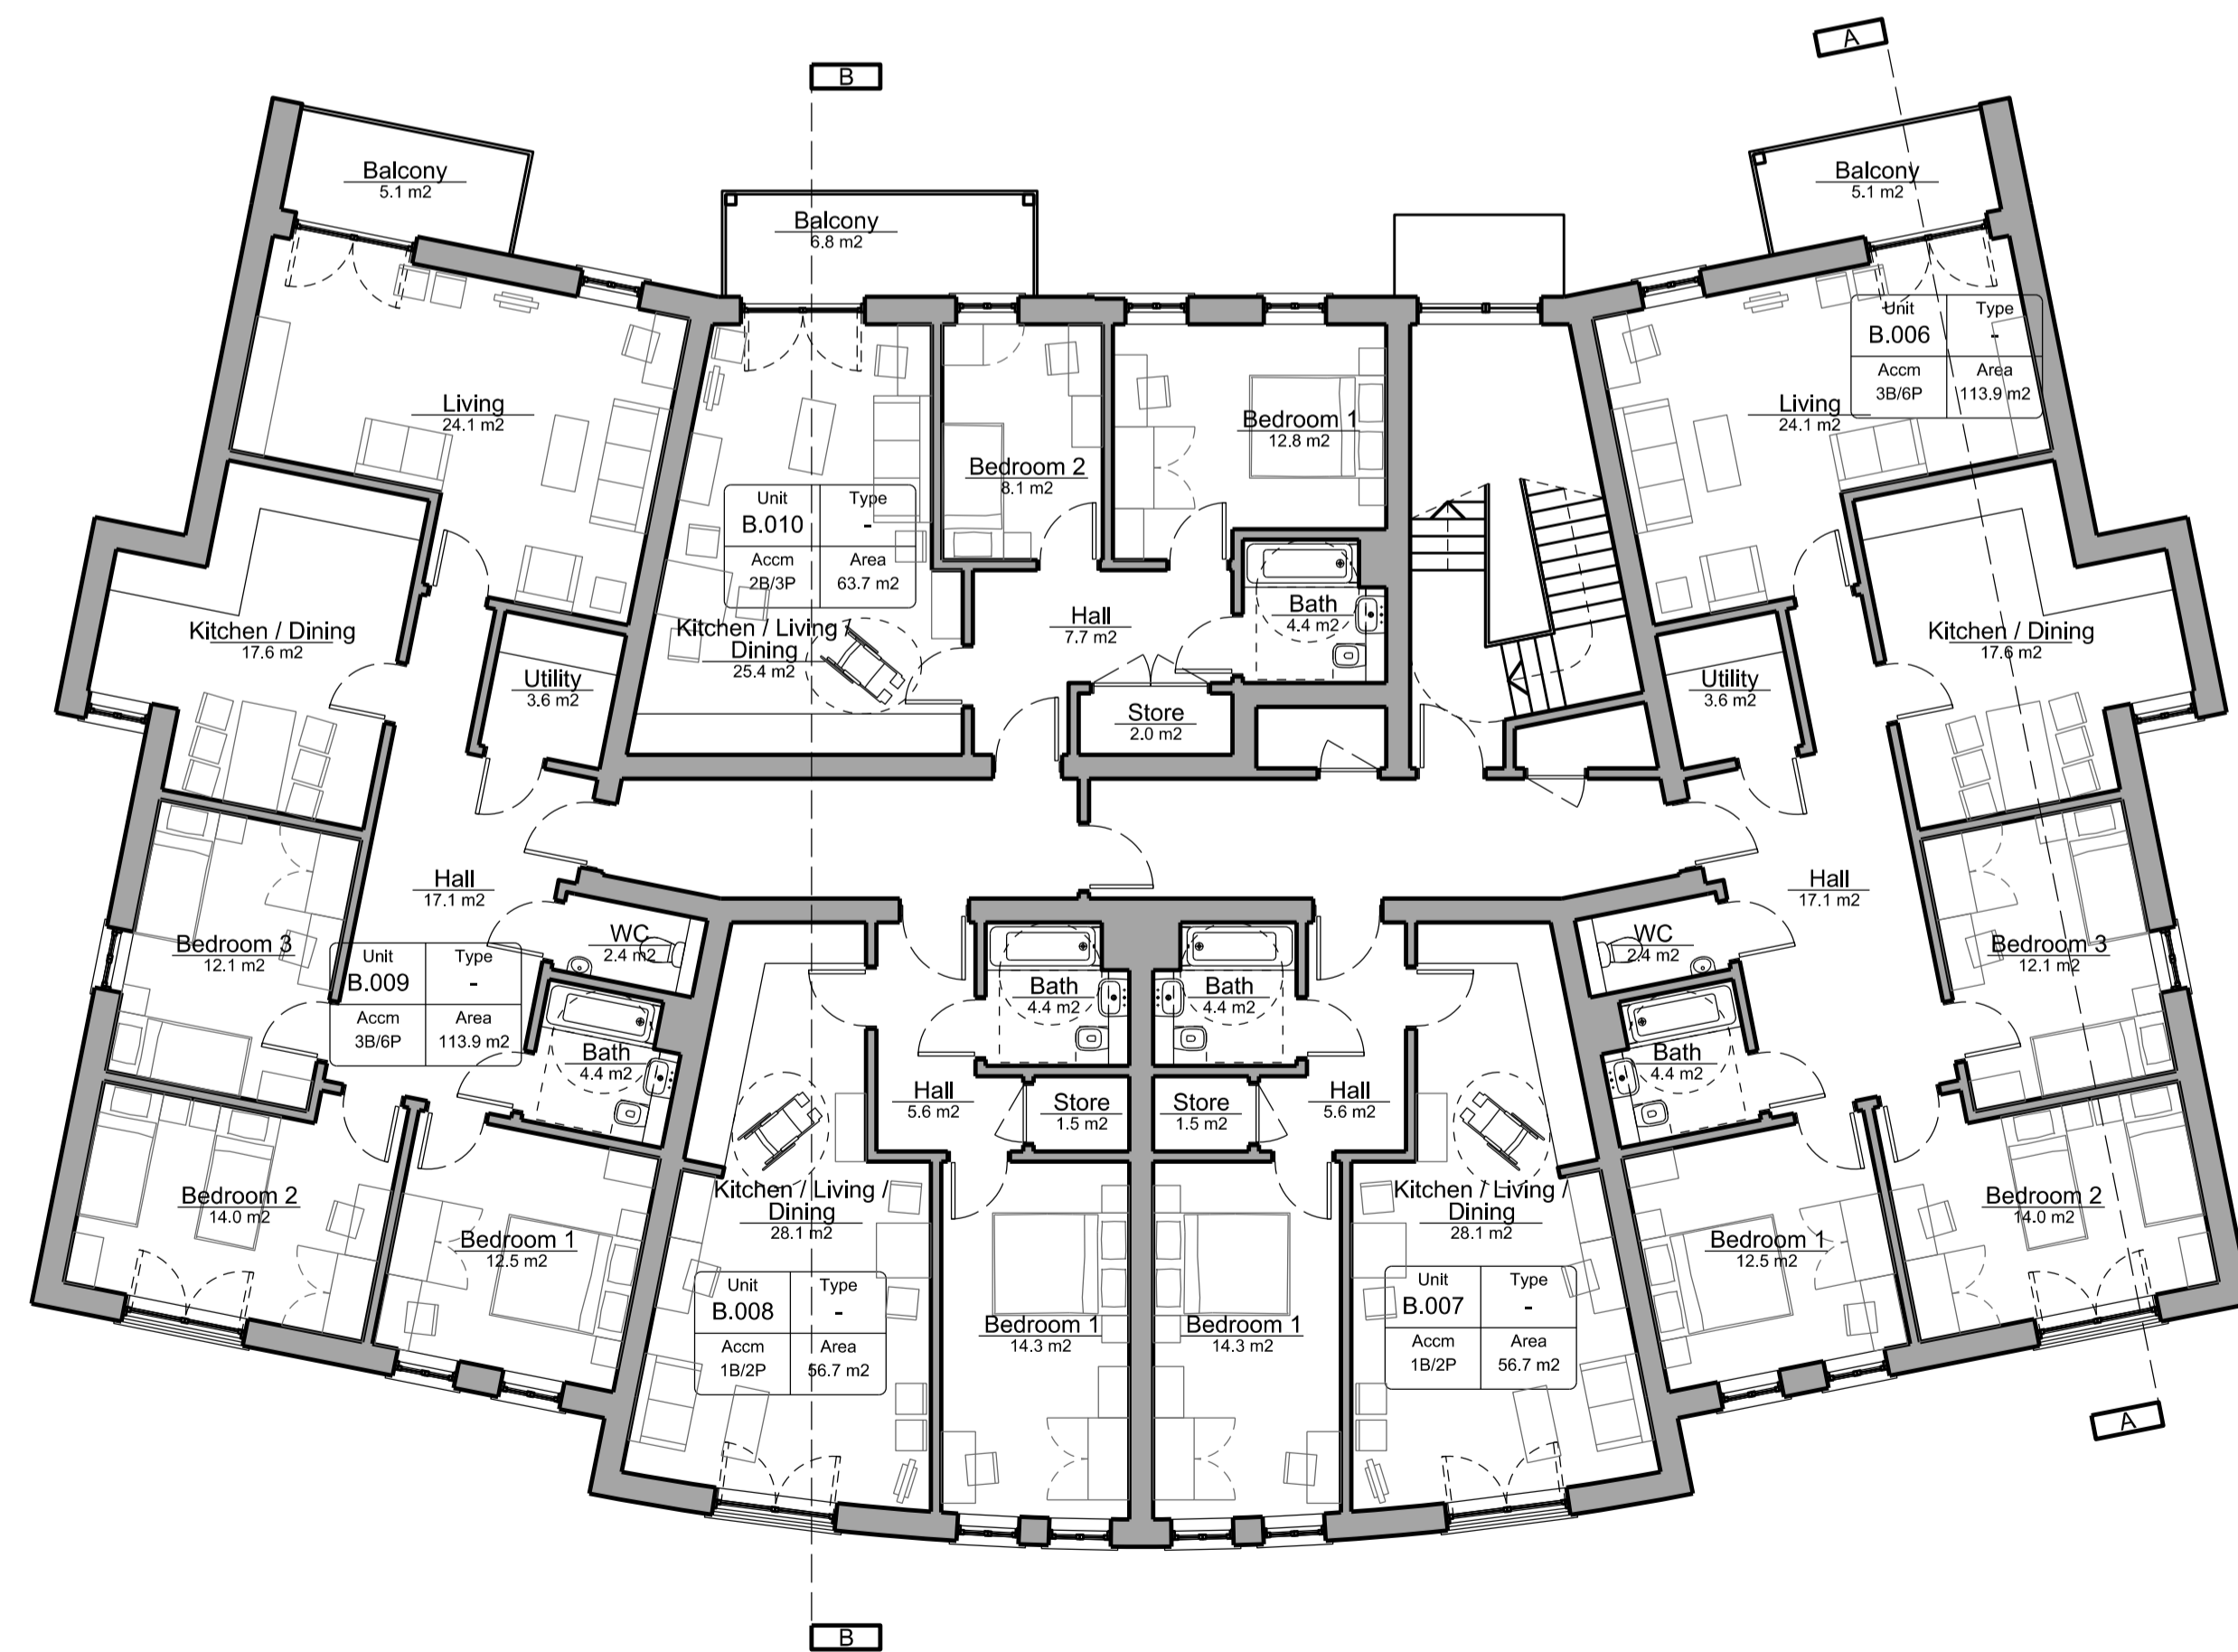 A
B
Balcony
5.1 m2
Balcony
6.8 m2
Balcony
5.1 m2
Living
24.1 m2
Unit
B.010
Type
-
Accm
2B/3P
Area
63.7 m2
Bedroom 2
8.1 m2
Bedroom 1
12.8 m2
Unit
B.006
Type
-
Accm
3B/6P
Area
113.9 m2
Living
24.1 m2
Kitchen / Dining
17.6 m2
Utility
3.6 m2
Kitchen / Living /
Dining
25.4 m2
Hall
7.7 m2
Bath
4.4 m2
Store
2.0 m2
Utility
3.6 m2
Kitchen / Dining
17.6 m2
Hall
17.1 m2
Hall
17.1 m2
Bedroom 3
12.1 m2
Unit
B.009
Type
-
Accm
3B/6P
Area
113.9 m2
WC
2.4 m2
Bath
4.4 m2
Bath
4.4 m2
Bath
4.4 m2
WC
2.4 m2
Bath
4.4 m2
Bedroom 3
12.1 m2
Hall
5.6 m2
Store
1.5 m2
Store
1.5 m2
Hall
5.6 m2
Bedroom 2
14.0 m2
Bedroom 1
12.5 m2
Kitchen / Living /
Dining
28.1 m2
Kitchen / Living /
Dining
28.1 m2
Bedroom 1
12.5 m2
Bedroom 2
14.0 m2
Unit
B.008
Type
-
Accm
1B/2P
Area
56.7 m2
Bedroom 1
14.3 m2
Bedroom 1
14.3 m2
Unit
B.007
Type
-
Accm
1B/2P
Area
56.7 m2
A
B